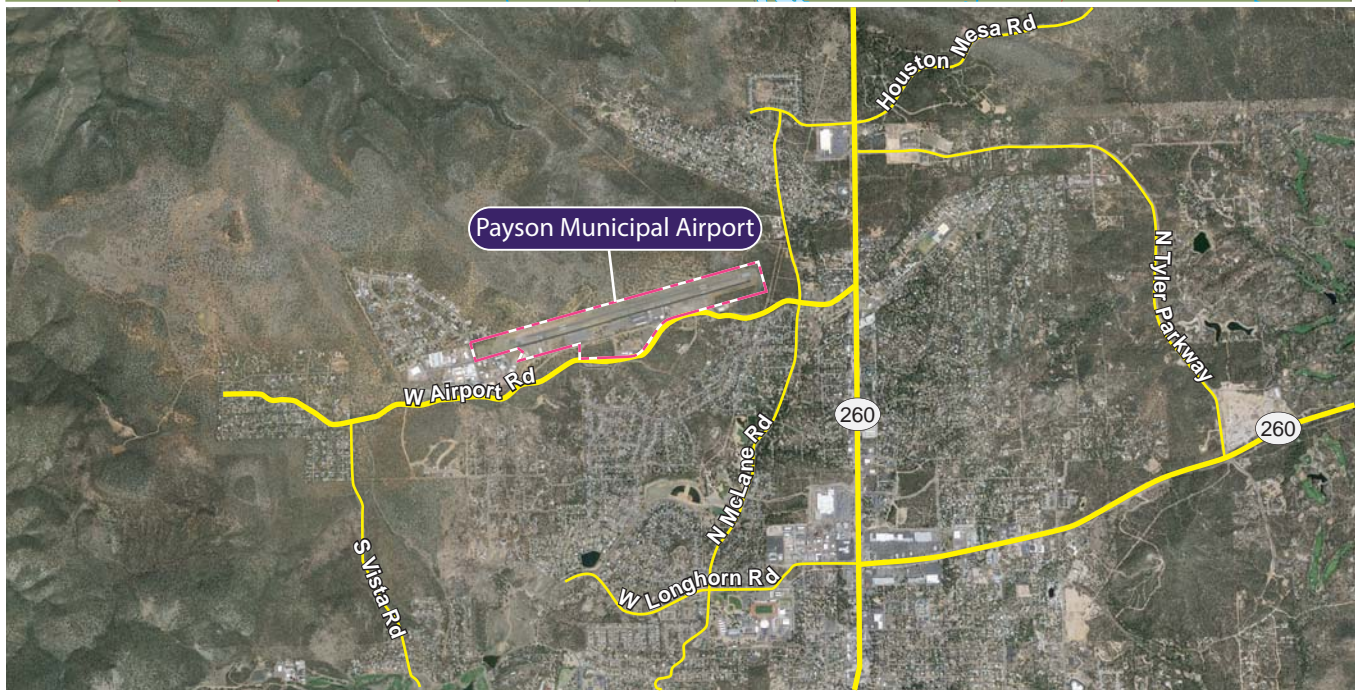 Houston Mesa Rd
Payson Municipal Airport
N Tyler Parkway
W Airport Rd
260
260
N McLane Rd
S Vista Rd
W Longhorn Rd